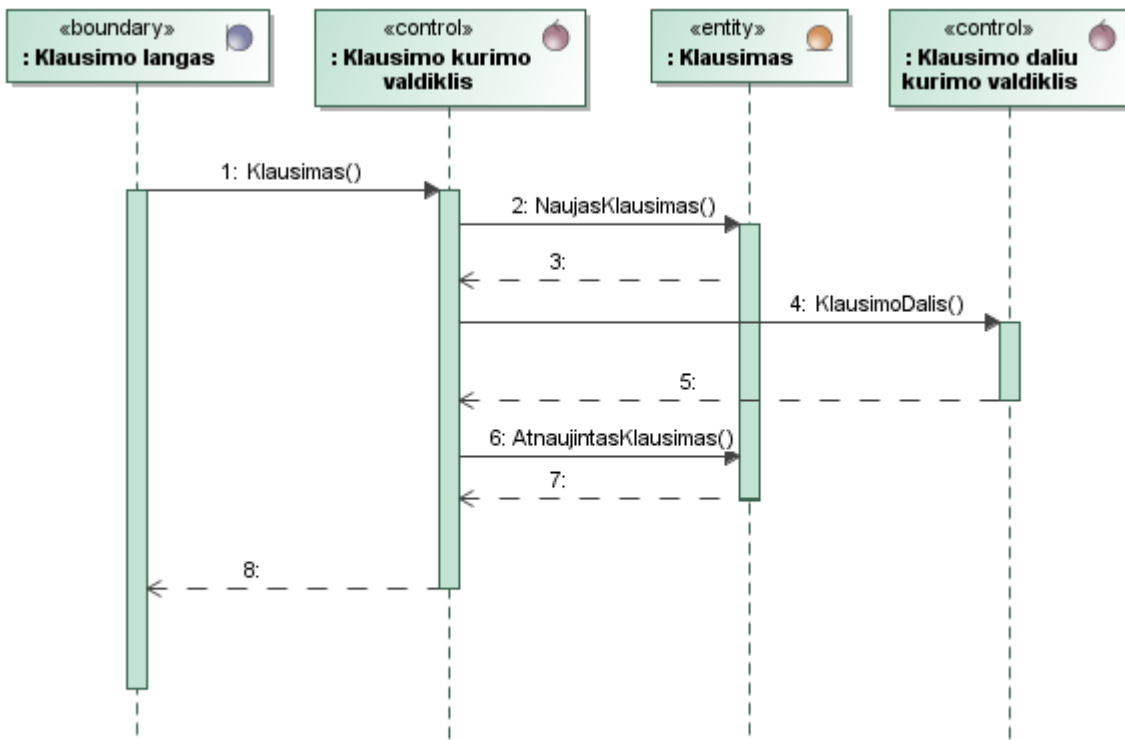 «boundary»
: Klausimo langas
«control»
: Klausimo kurimo
valdiklis
«entity»
: Klausimas
«control»
: Klausimo daliu
kurimo valdiklis
1: Klausimas()
2: NaujasKlausimas()
3:
4: KlausimoDalis()
5:
6: AtnaujintasKlausimas()
7:
8: